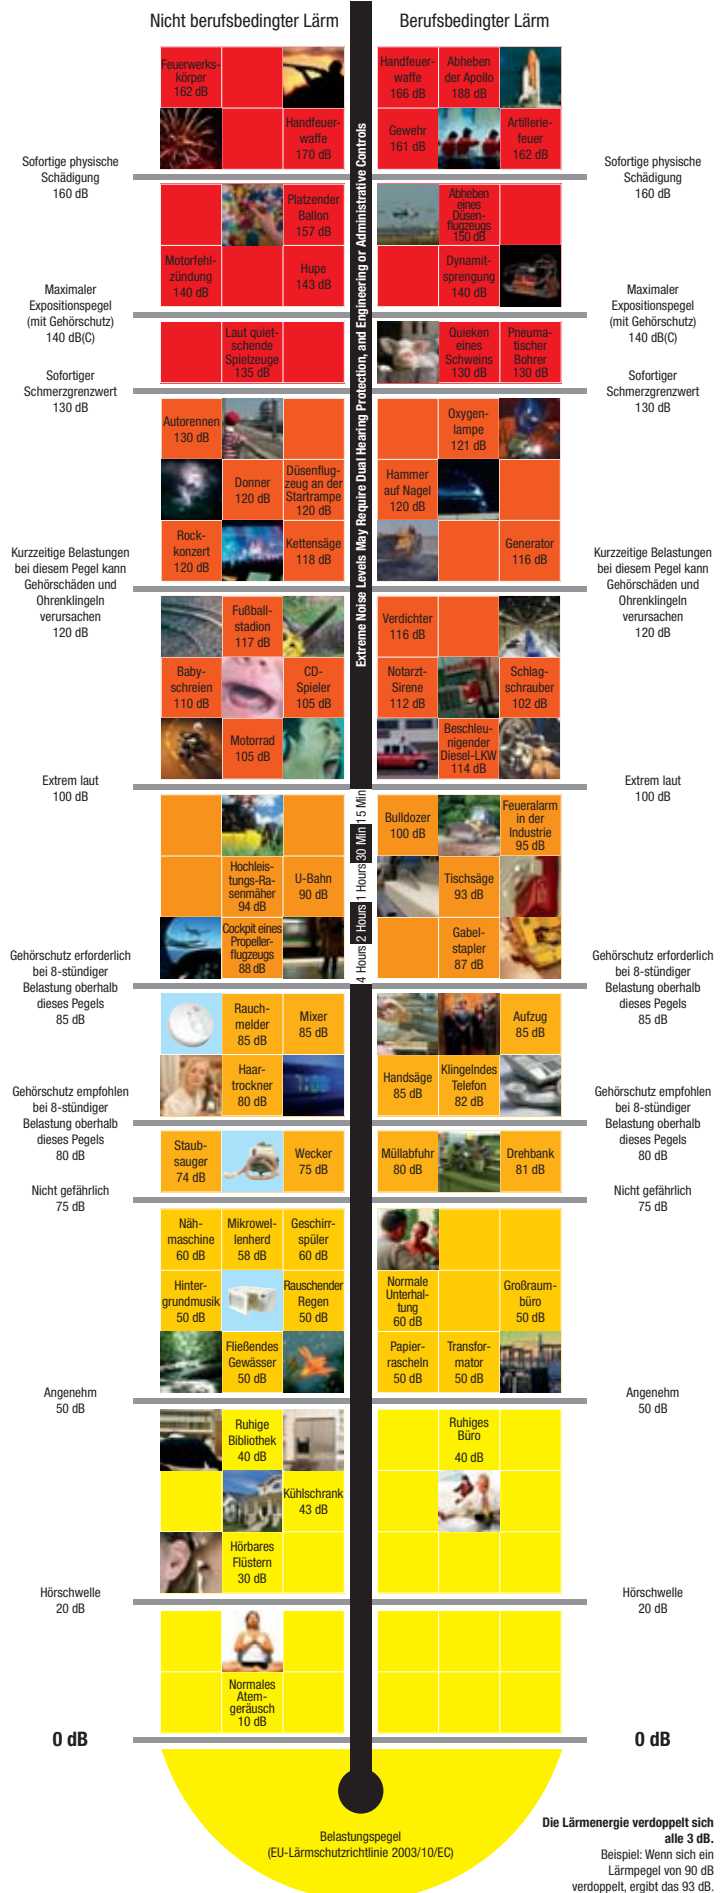 Nicht berufsbedingter Lärm
Berufsbedingter Lärm
Feuerwerks-
körper
162 dB
Handfeuer-
waffe
170 dB
Handfeuer-
waffe
166 dB
Abheben
der Apollo
188 dB
Gewehr
161 dB
Artillerie-
feuer
162 dB
Sofortige physische
Schädigung
160 dB
Sofortige physische
Schädigung
160 dB
Platzender
Ballon
157 dB
Motorfehl-
zündung
140 dB
Hupe
143 dB
Abheben
eines
Düsen-
flugzeugs
150 dB
Dynamit-
sprengung
140 dB
Maximaler
Expositionspegel
(mit Gehörschutz)
140 dB(C)
Maximaler
Expositionspegel
(mit Gehörschutz)
140 dB(C)
Laut quiet-
schende
Spielzeuge
135 dB
Quieken
eines
Schweins
130 dB
Pneuma-
tischer
Bohrer
130 dB
Sofortiger
Schmerzgrenzwert
130 dB
Sofortiger
Schmerzgrenzwert
130 dB
Extreme Noise Levels May Require Dual Hearing Protection, and Engineering or Administrative Controls
Autorennen
130 dB
Donner
120 dB
Düsenflug-
zeug an der
Startrampe
120 dB
Rock-
konzert
120 dB
Kettensäge
118 dB
Oxygen-
lampe
121 dB
Hammer
auf Nagel
120 dB
Generator
116 dB
Kurzzeitige Belastungen
bei diesem Pegel kann
Gehörschäden und
Ohrenklingeln
verursachen
120 dB
Kurzzeitige Belastungen
bei diesem Pegel kann
Gehörschäden und
Ohrenklingeln
verursachen
120 dB
Fußball-
stadion
117 dB
Baby-
schreien
110 dB
CD-
Spieler
105 dB
Motorrad
105 dB
Verdichter
116 dB
Notarzt-
Sirene
112 dB
Schlag-
schrauber
102 dB
Beschleu-
nigender
Diesel-LKW
114 dB
Extrem laut
100 dB
Extrem laut
100 dB
15 Min
30 Min
1 Hours
2 Hours
4 Hours
Hochleis-
tungs-Ra-
senmäher
94 dB
U-Bahn
90 dB
Cockpit eines
Propeller-
flugzeugs
88 dB
Bulldozer
100 dB
Feueralarm
in der
Industrie
95 dB
Tischsäge
93 dB
Gabel-
stapler
87 dB
Gehörschutz erforderlich
bei 8-stündiger
Belastung oberhalb
dieses Pegels
85 dB
Gehörschutz erforderlich
bei 8-stündiger
Belastung oberhalb
dieses Pegels
85 dB
Rauch-
melder
85 dB
Mixer
85 dB
Haar-
trockner
80 dB
Aufzug
85 dB
Handsäge
85 dB
Klingelndes
Telefon
82 dB
Gehörschutz empfohlen
bei 8-stündiger
Belastung oberhalb
dieses Pegels
80 dB
Gehörschutz empfohlen
bei 8-stündiger
Belastung oberhalb
dieses Pegels
80 dB
Staub-
sauger
74 dB
Wecker
75 dB
Müllabfuhr
80 dB
Drehbank
81 dB
Nicht gefährlich
75 dB
Nicht gefährlich
75 dB
Näh-
maschine
60 dB
Mikrowel-
lenherd
58 dB
Geschirr-
spüler
60 dB
Hinter-
grundmusik
50 dB
Rauschender
Regen
50 dB
Fließendes
Gewässer
50 dB
Normale
Unterhal-
tung
60 dB
Großraum-
büro
50 dB
Papier-
rascheln
50 dB
Transfor-
mator
50 dB
Angenehm
50 dB
Angenehm
50 dB
Ruhige
Bibliothek
40 dB
Kühlschrank
43 dB
Hörbares
Flüstern
30 dB
Ruhiges
Büro
40 dB
Hörschwelle
20 dB
Hörschwelle
20 dB
Normales
Atem-
geräusch
10 dB
0 dB
0 dB
Belastungspegel
(EU-Lärmschutzrichtlinie 2003/10/EC)
Die Lärmenergie verdoppelt sich
alle 3 dB.
Beispiel: Wenn sich ein
Lärmpegel von 90 dB
verdoppelt, ergibt das 93 dB.